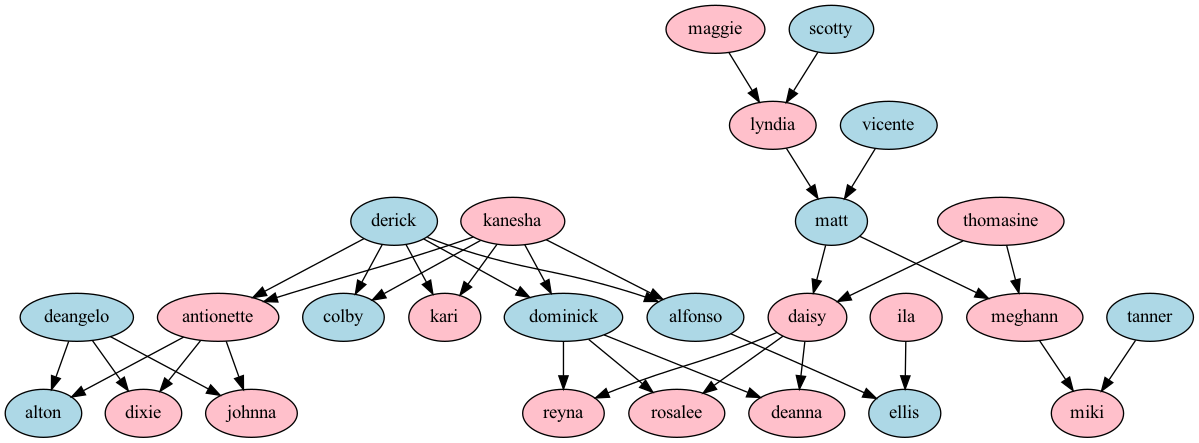 maggie
scotty
lyndia
vicente
derick
kanesha
matt
thomasine
deangelo
antionette
colby
kari
dominick
alfonso
daisy
ila
meghann
tanner
alton
dixie
johnna
reyna
rosalee
deanna
ellis
miki